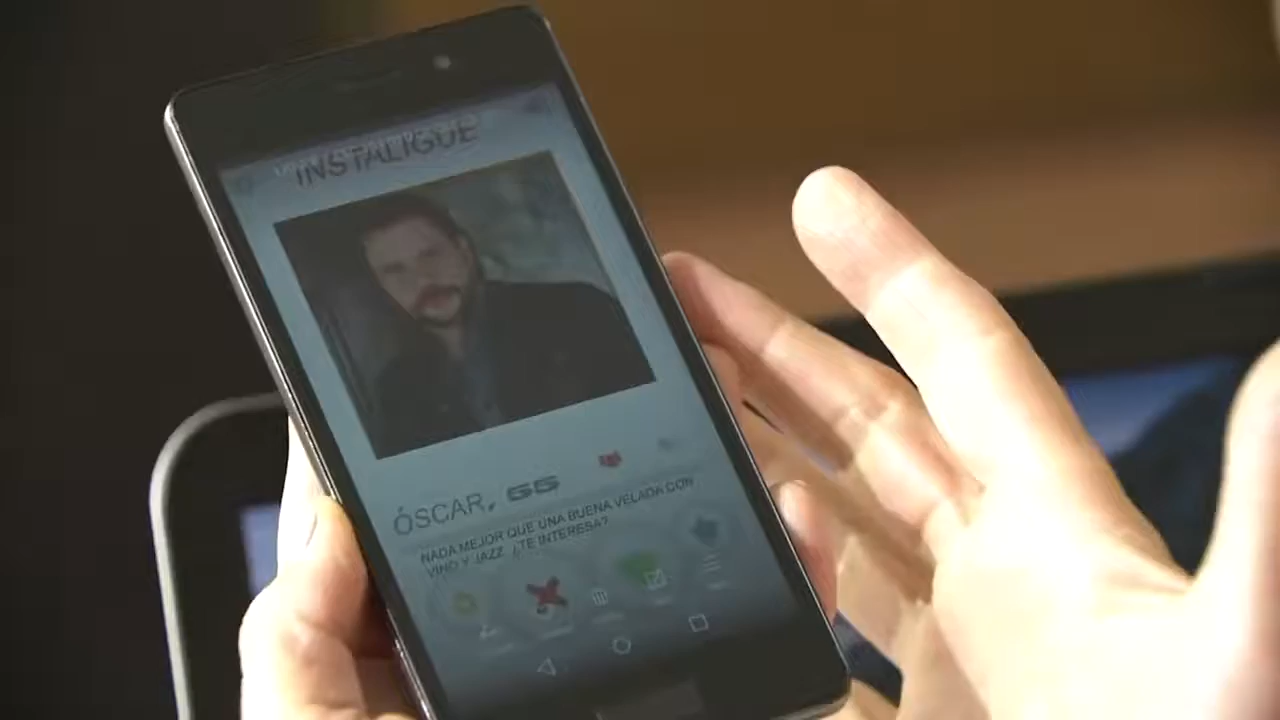 INSTALIGUE
ÓSCAR, 65
NADA MEJOR QUE UNA BUENA VELADA CON
VINO Y JAZZ ¿TE INTERESA?